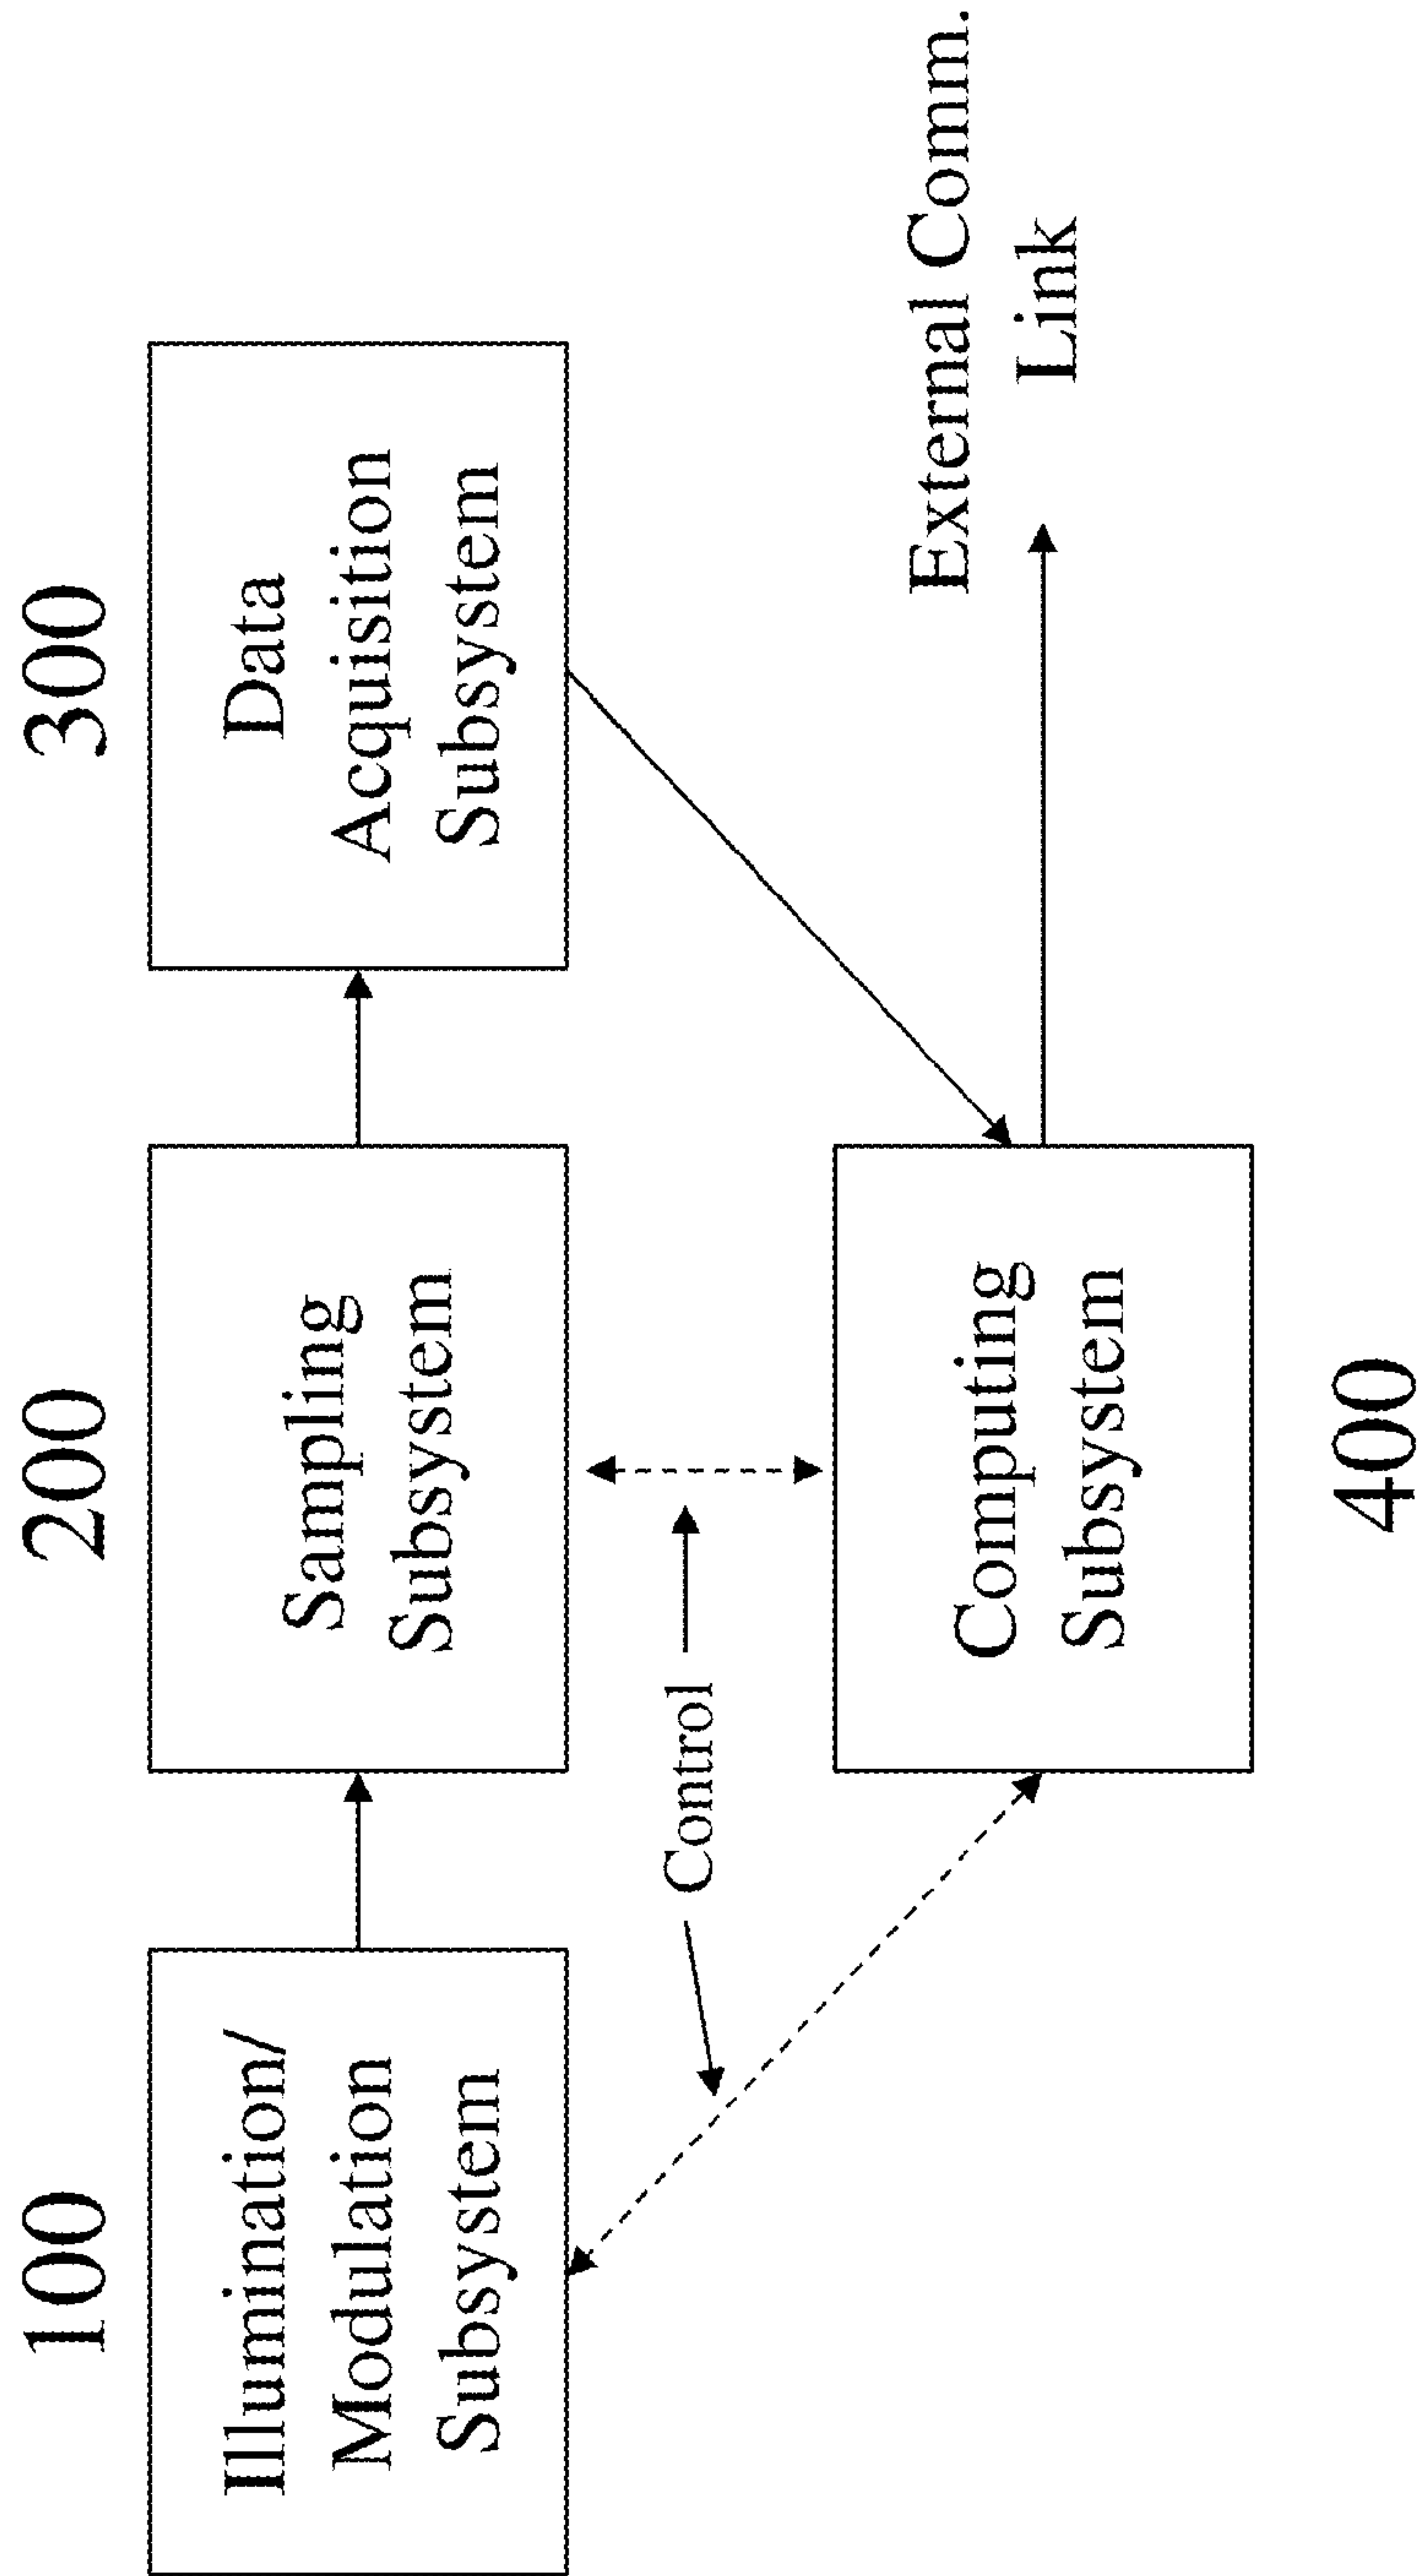 100
200
300
Illumination/
Modulation
Subsystem
Sampling
Subsystem
Data
Acquisition
Subsystem
Control
Computing
Subsystem
External Comm.
Link
400